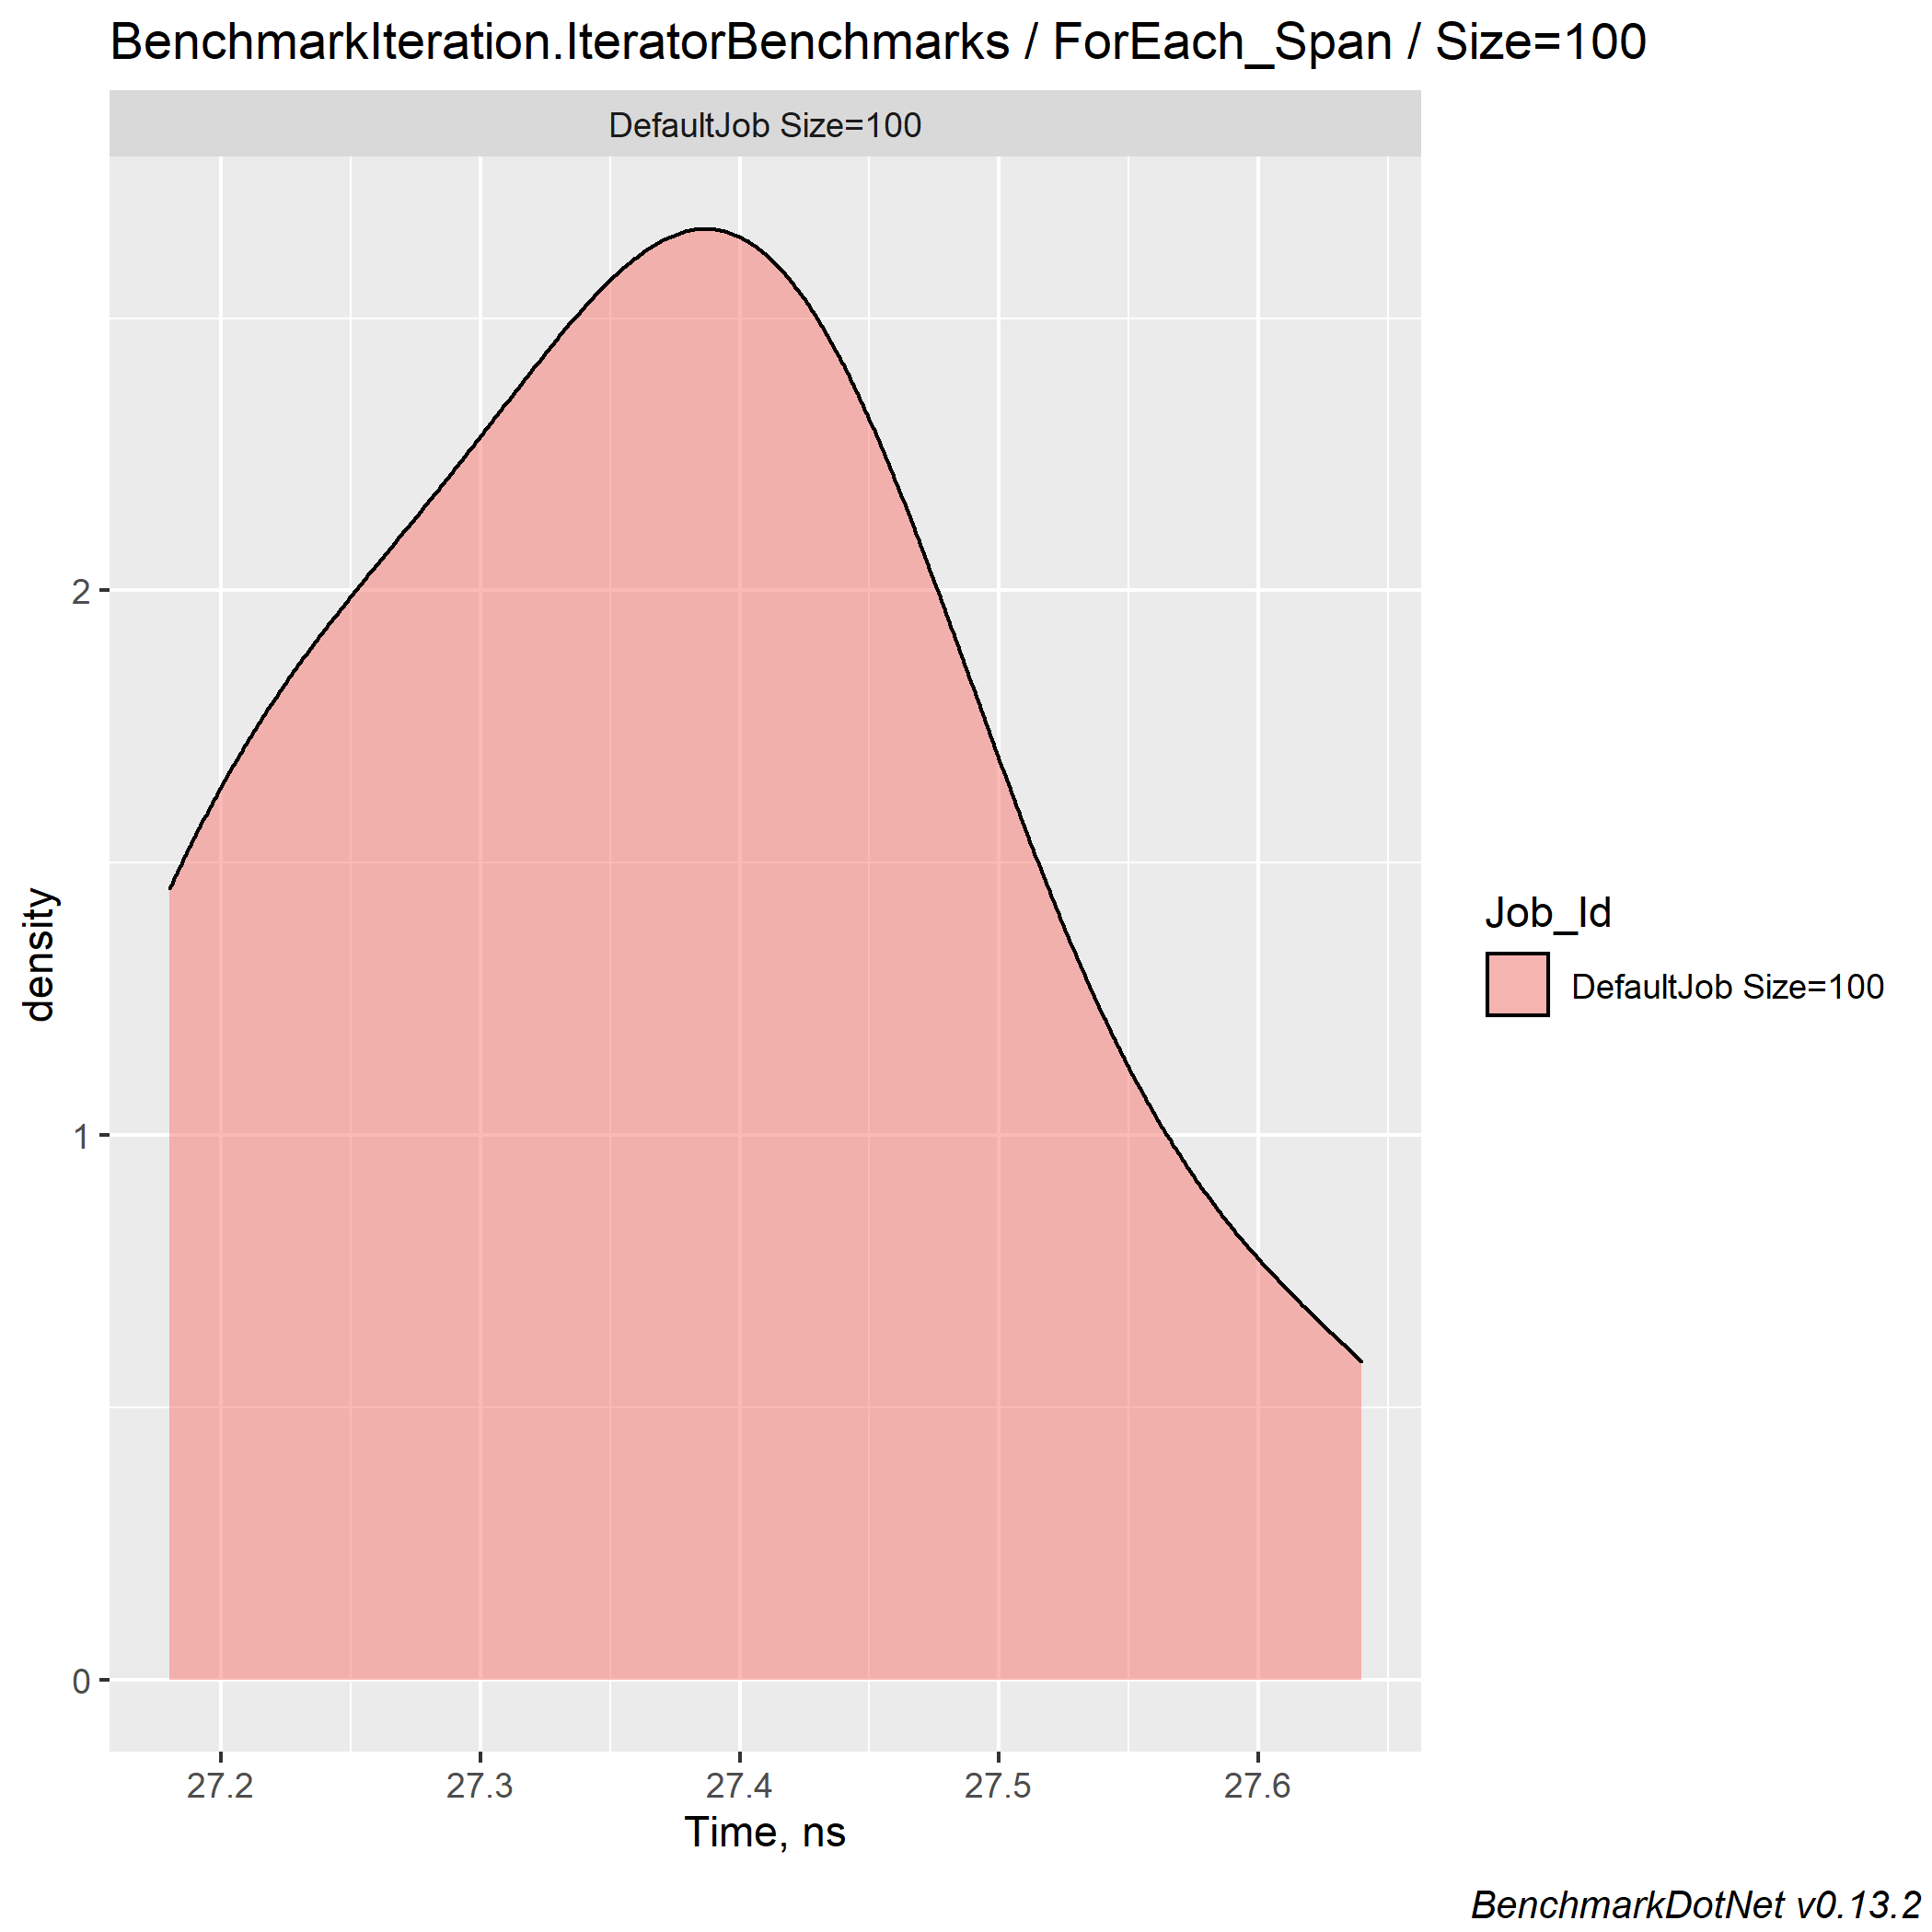 BenchmarkIteration.IteratorBenchmarks / ForEach_Span / Size=100
DefaultJob Size=100
2
1
0
density
27.2 27.3 27.4 27.5 27.6
Time, ns
Job_Id
DefaultJob Size=100
BenchmarkDotNet v0.13.2